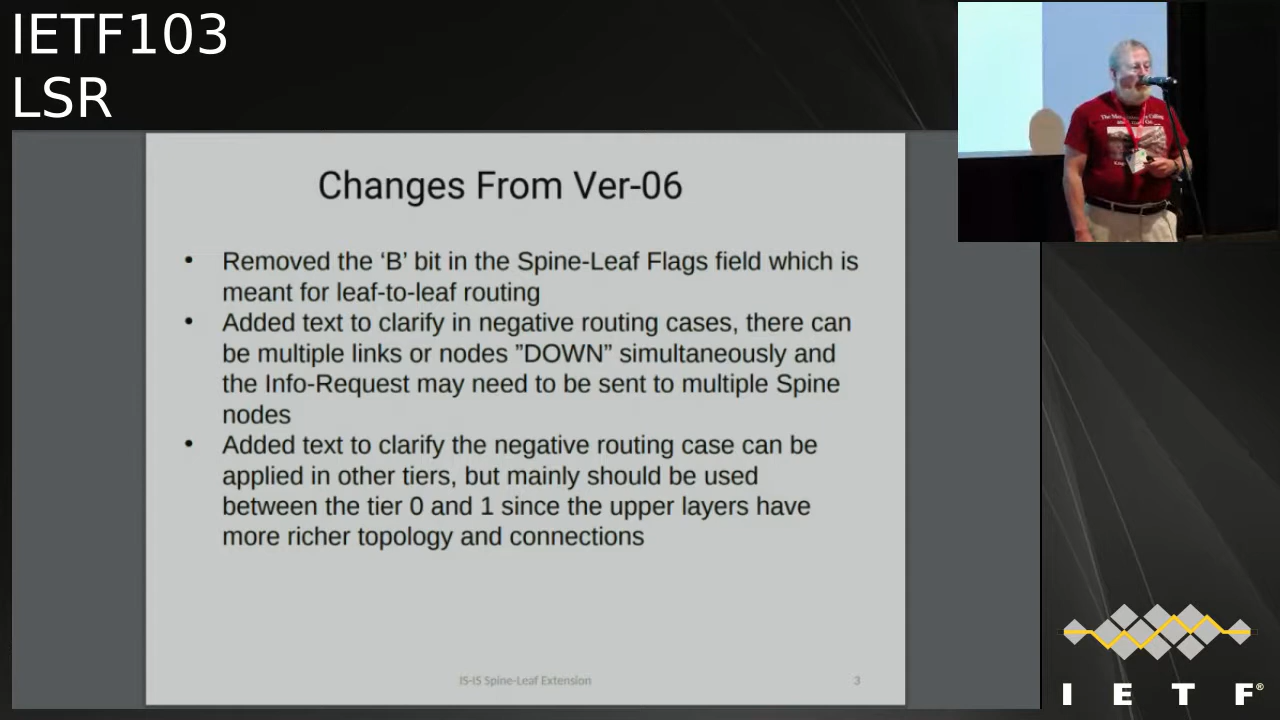 IETF103
LSR
Changes From Ver-06
• Removed the ‘B’ bit in the Spine-Leaf Flags field which is
meant for leaf-to-leaf routing
• Added text to clarify in negative routing cases, there can
be multiple links or nodes ”DOWN” simultaneously and
the Info-Request may need to be sent to multiple Spine
nodes
• Added text to clarify the negative routing case can be
applied in other tiers, but mainly should be used
between the tier 0 and 1 since the upper layers have
more richer topology and connections
IS-IS Spine-Leaf Extension 3
I E T F®